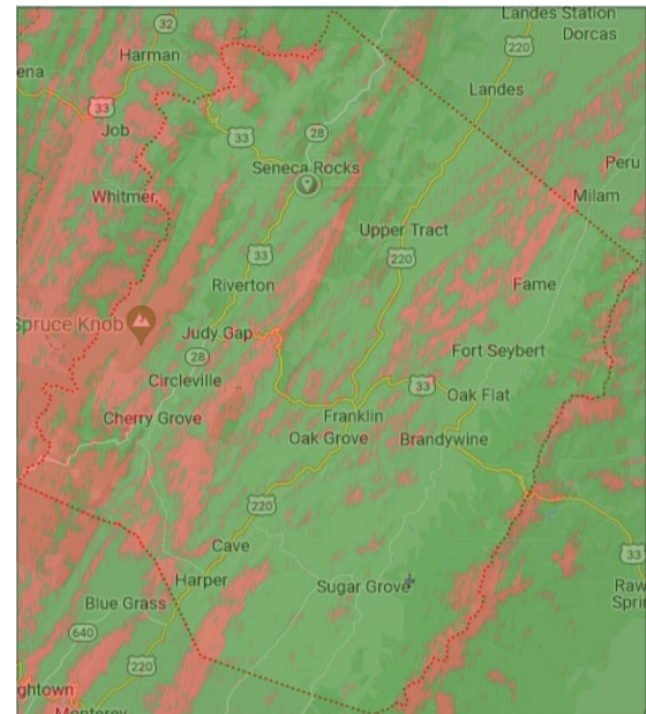 Landes Station
32
Dorcas
220
Harman
ena
Landes
33
Job
33
28
Seneca Rocks
Peru
Whitmer
Milam
Upper Tract
33
220
Riverton
Fame
Spruce Knob
Judy Gap
Fort Seybert
28
Circleville
33
Oak Flat
Cherry Grove
Franklin
Oak Grove
Brandywine
220
Cave
33
Harper
Sugar Grove
Raw
Sprin
Blue Grass
640
220
ghtown
Monterey